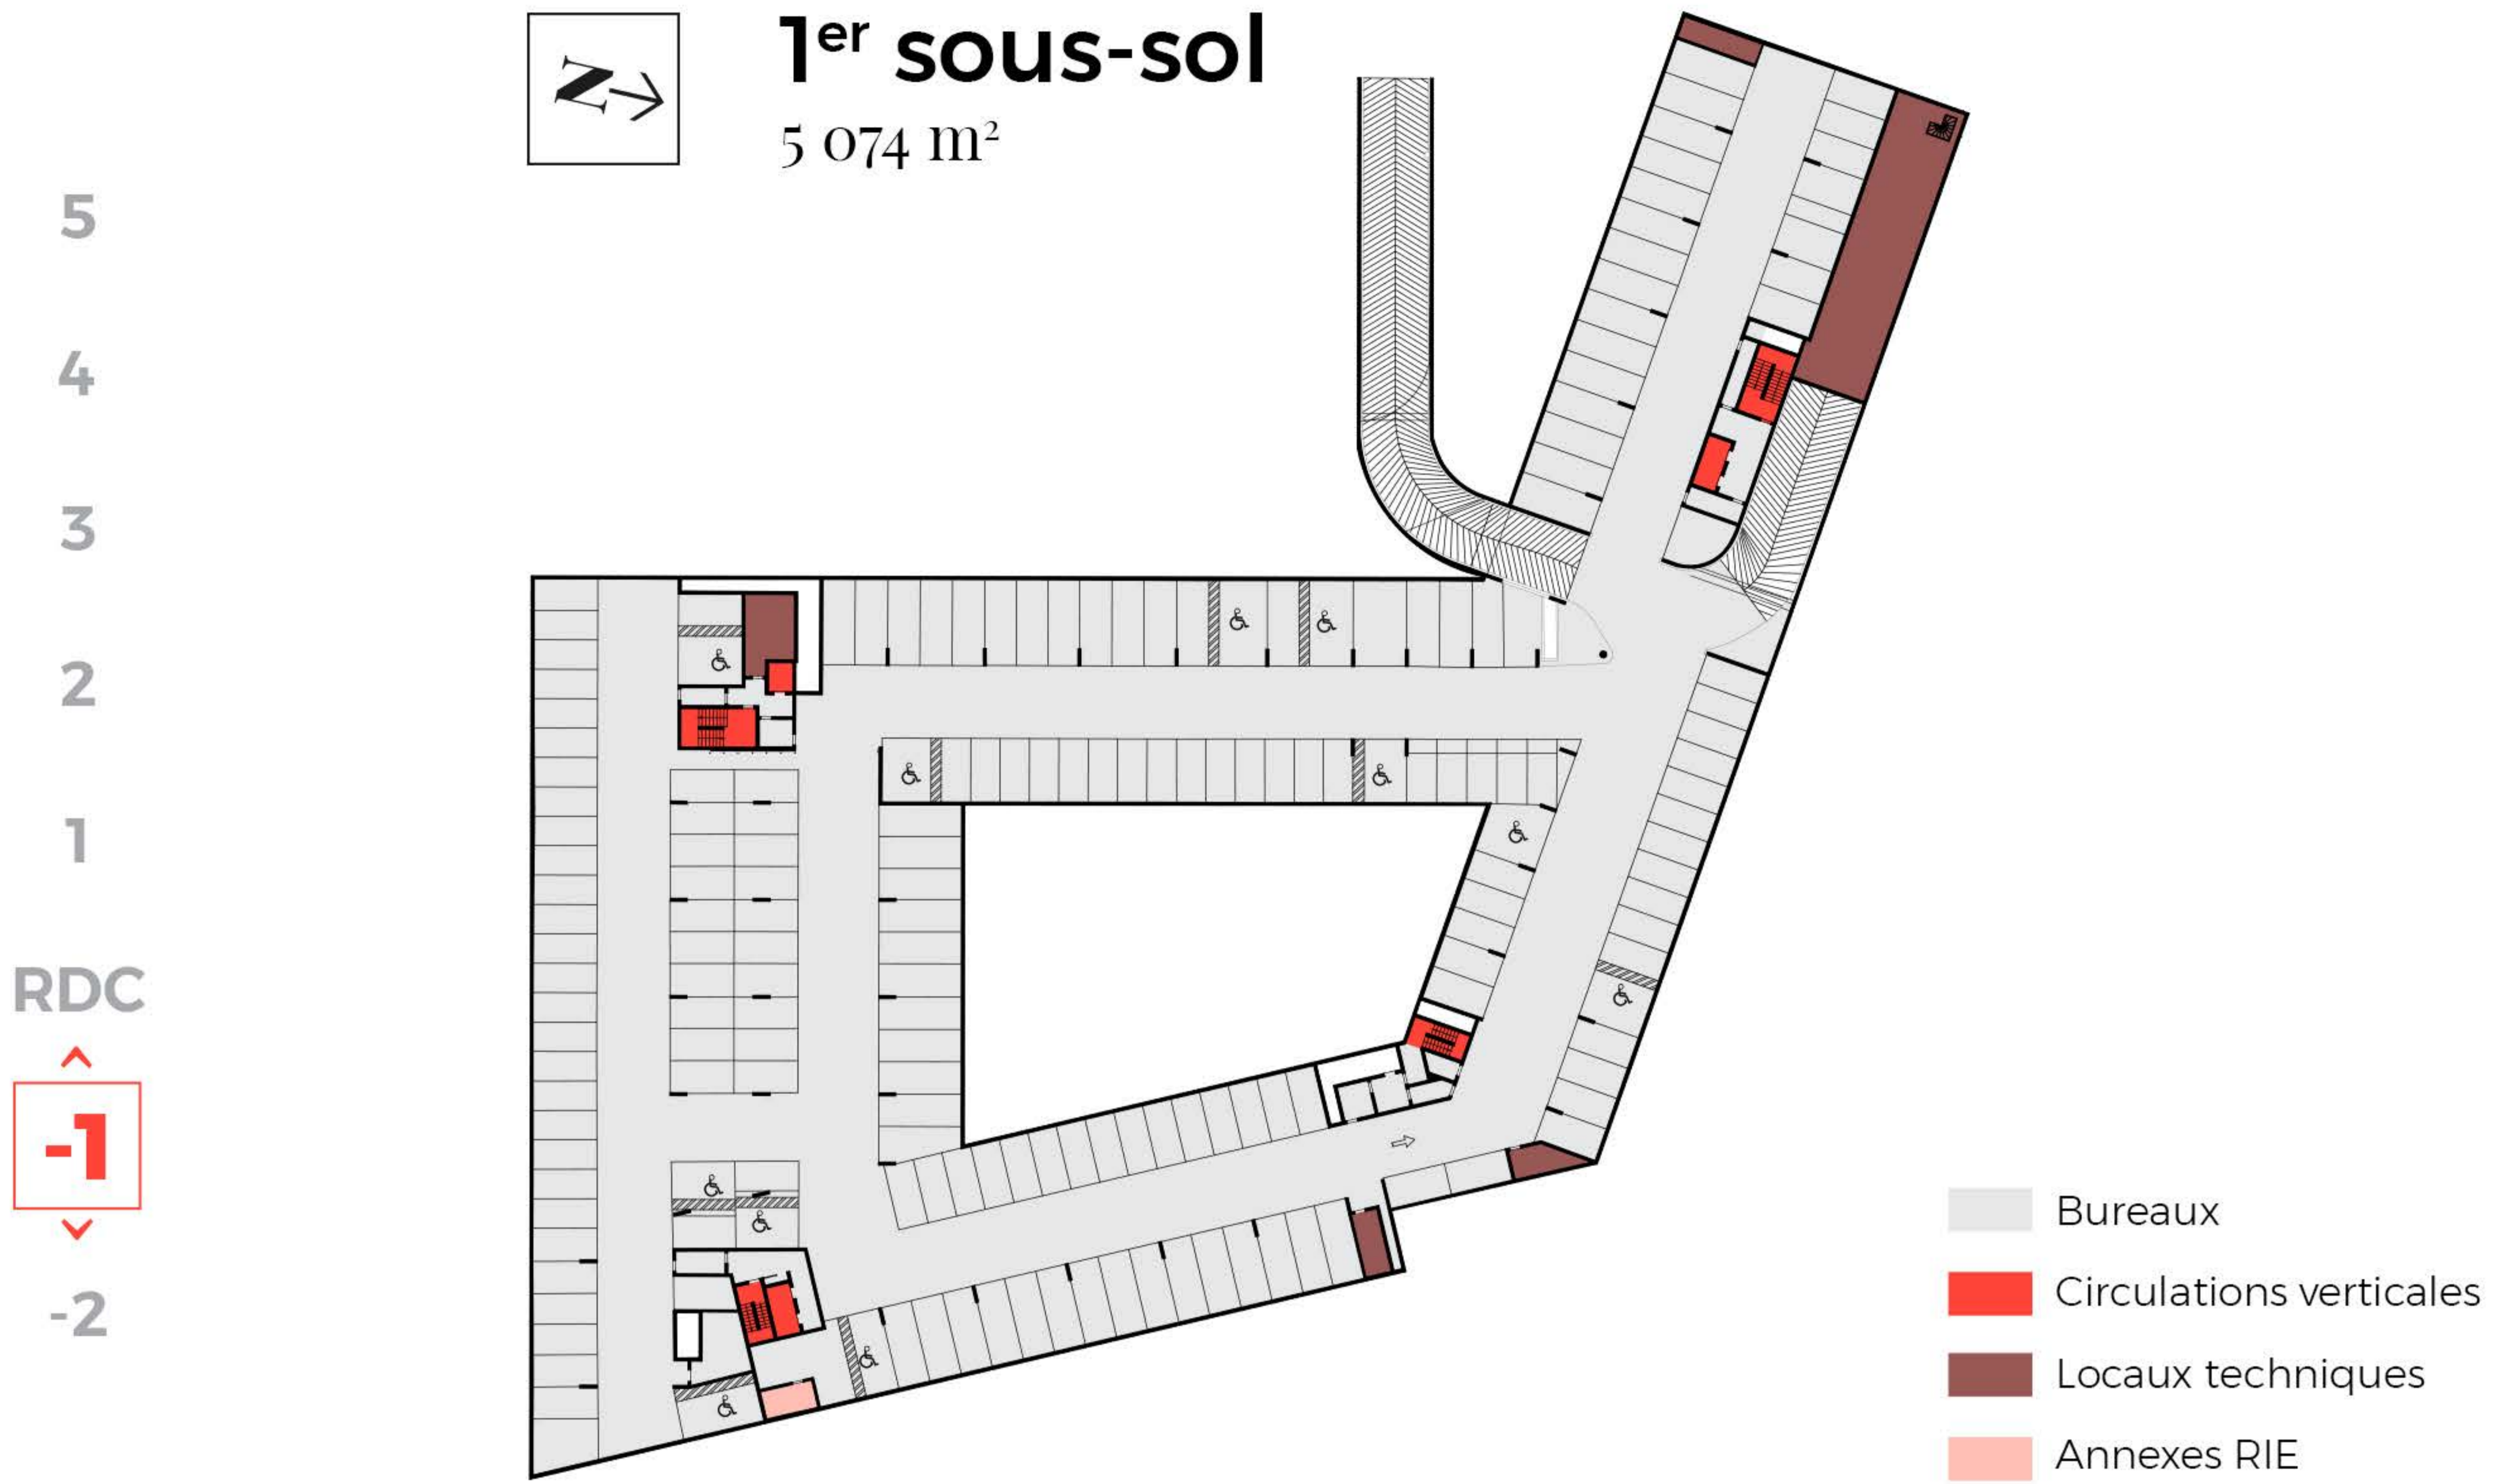 N
1er sous-sol
5 074 m²
5
4
3
2
1
RDC
-1
-2
Bureaux
Circulations verticales
Locaux techniques
Annexes RIE